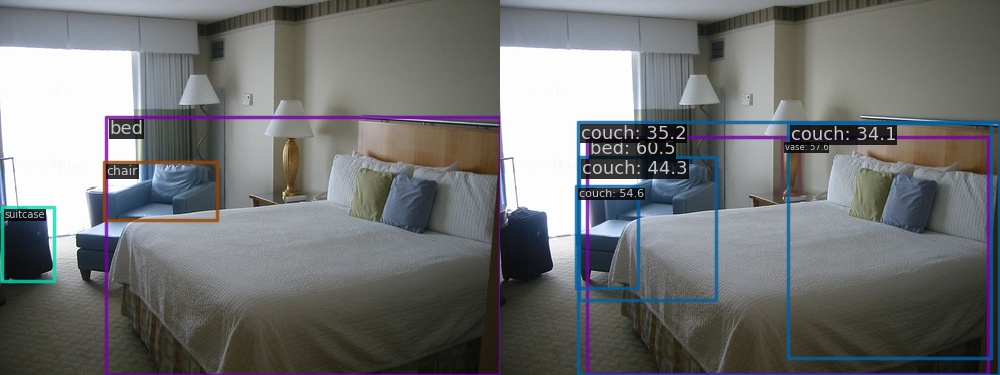 bed
chair
suitcase
couch: 35.2
couch: 34.1
vase: 57.6
bed: 60.5
couch: 44.3
couch: 54.6